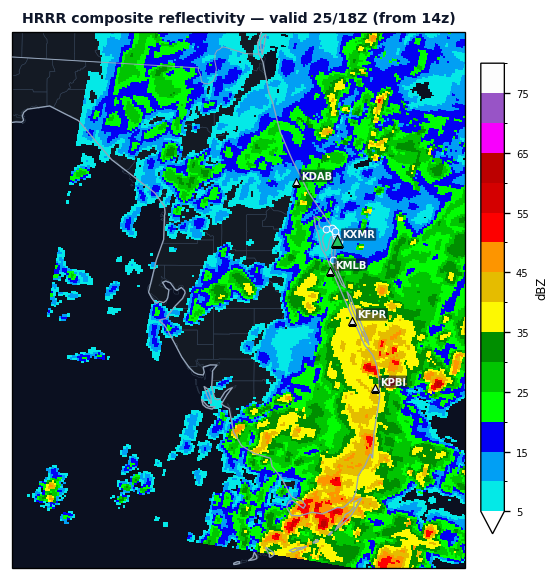 HRRR composite reflectivity — valid 25/18Z (from 14z)
75
65
55
45
35
25
15
5
dBZ
KDAB
KXMR
KMLB
KFPR
KPBI